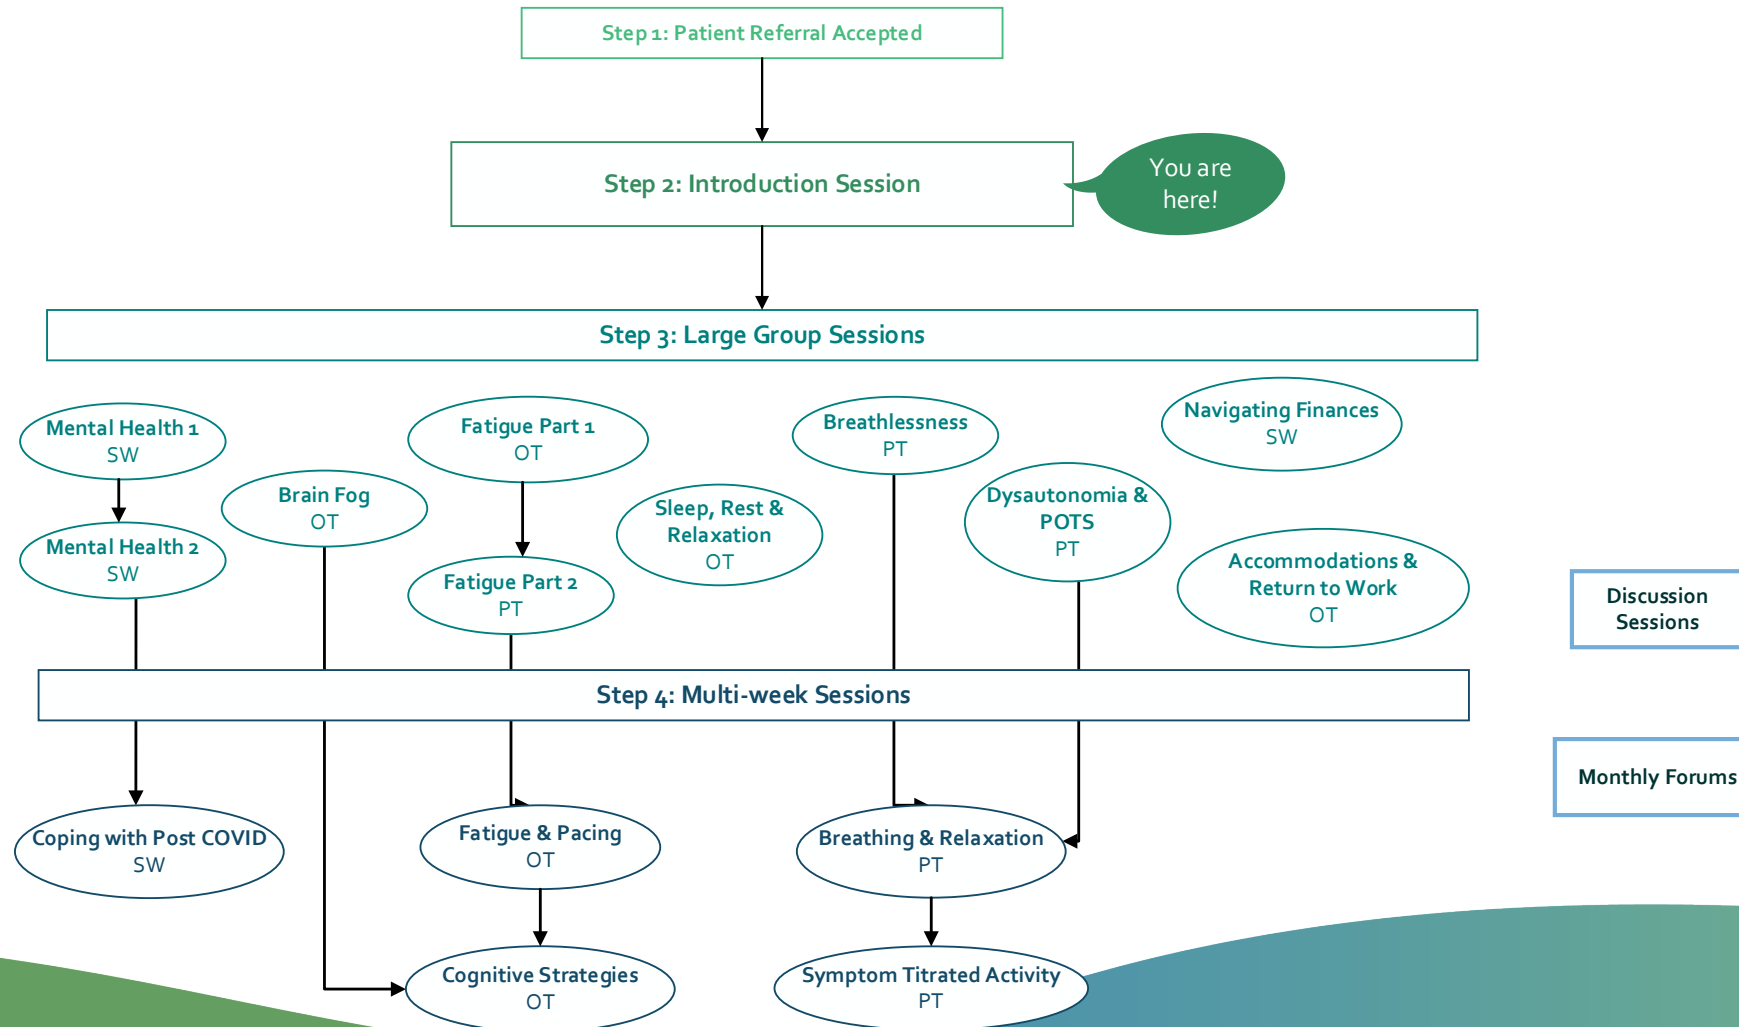 Step 1: Patient Referral Accepted
Step 2: Introduction Session
You are
here!
Step 3: Large Group Sessions
Mental Health 1
SW
Mental Health 2
SW
Brain Fog
OT
Fatigue Part 1
OT
Fatigue Part 2
PT
Sleep, Rest &
Relaxation
OT
Breathlessness
PT
Dysautonomia &
POTS
PT
Navigating Finances
SW
Accommodations &
Return to Work
OT
Discussion
Sessions
Step 4: Multi-week Sessions
Monthly Forums
Coping with Post COVID
SW
Fatigue & Pacing
OT
Breathing & Relaxation
PT
Cognitive Strategies
OT
Symptom Titrated Activity
PT